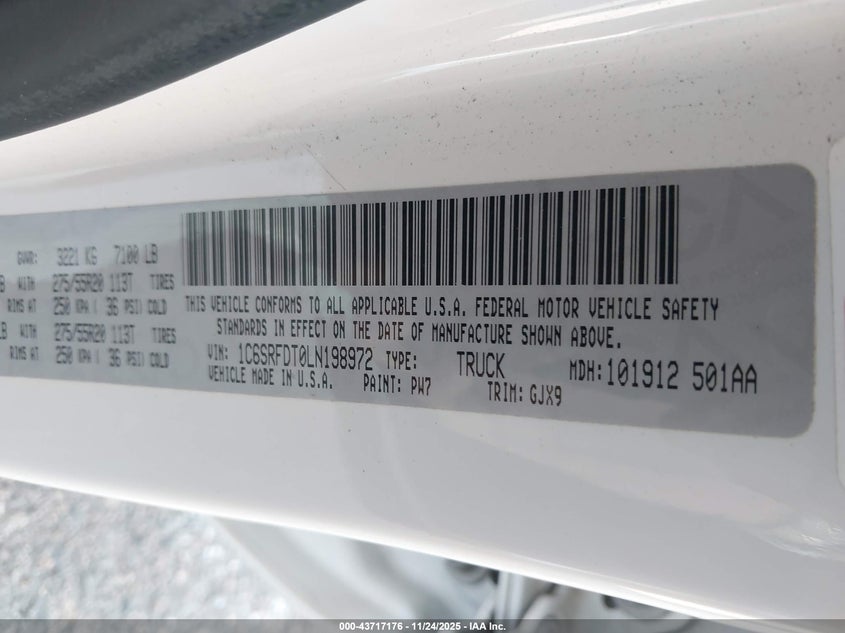 GVWR: 3221 KG 7100 LB
WITH 275/55R20 113T TIRES
RIMS AT 250 KPA ( 36 PSI) COLD
LB WITH 275/55R20 113T TIRES
RIMS AT 250 KPA ( 36 PSI) COLD
THIS VEHICLE CONFORMS TO ALL APPLICABLE U.S.A. FEDERAL MOTOR VEHICLE SAFETY
STANDARDS IN EFFECT ON THE DATE OF MANUFACTURE SHOWN ABOVE.
VIN: 1C6SRFDT0LN198972 TYPE: TRUCK MDH:101912 501AA
VEHICLE MADE IN U.S.A. PAINT: PW7 TRIM: GJX9
000-43717176 - 11/24/2025 - IAA Inc.